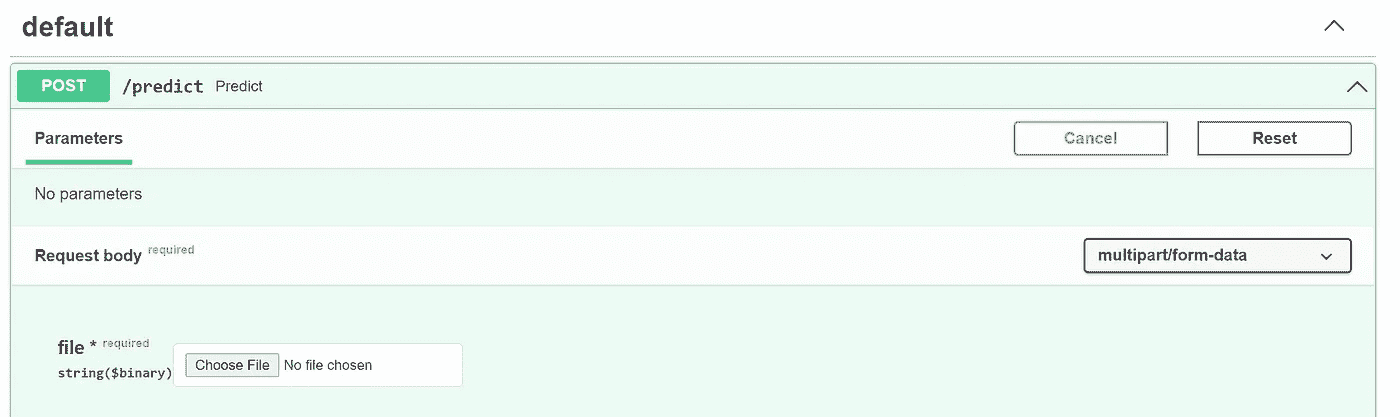 default
POST /predict Predict
Parameters Cancel Reset
No parameters
Request body required multipart/form-data
file * required
string($binary) Choose File No file chosen